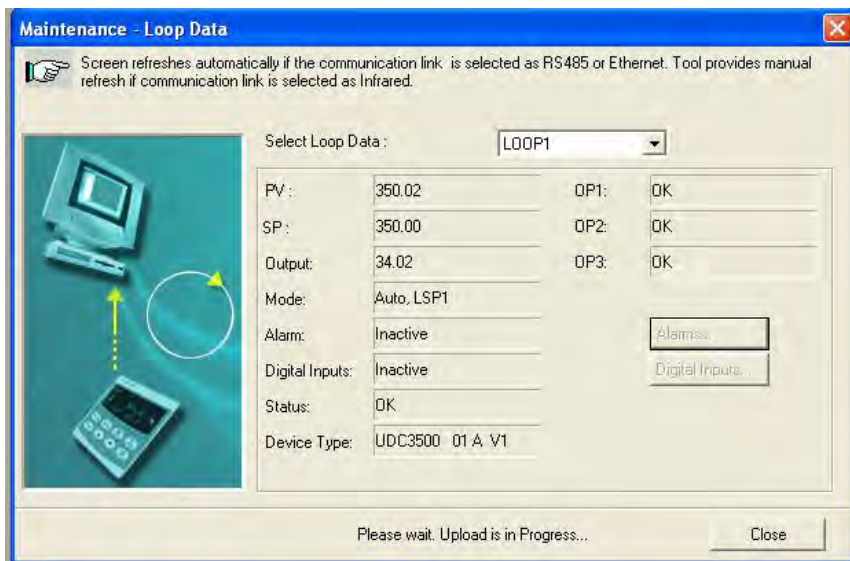 Maintenance - Loop Data
Screen refreshes automatically if the communication link is selected as RS485 or Ethernet. Tool provides manual
refresh if communication link is selected as Infrared.
Select Loop Data : LOOP1
PV : 350.02 OP1: OK
SP : 350.00 OP2: OK
Output: 34.02 OP3: OK
Mode: Auto, LSP1
Alarm: Inactive Alarms...
Digital Inputs: Inactive Digital Inputs...
Status: OK
Device Type: UDC3500 01 A V1
Please wait. Upload is in Progress... Close